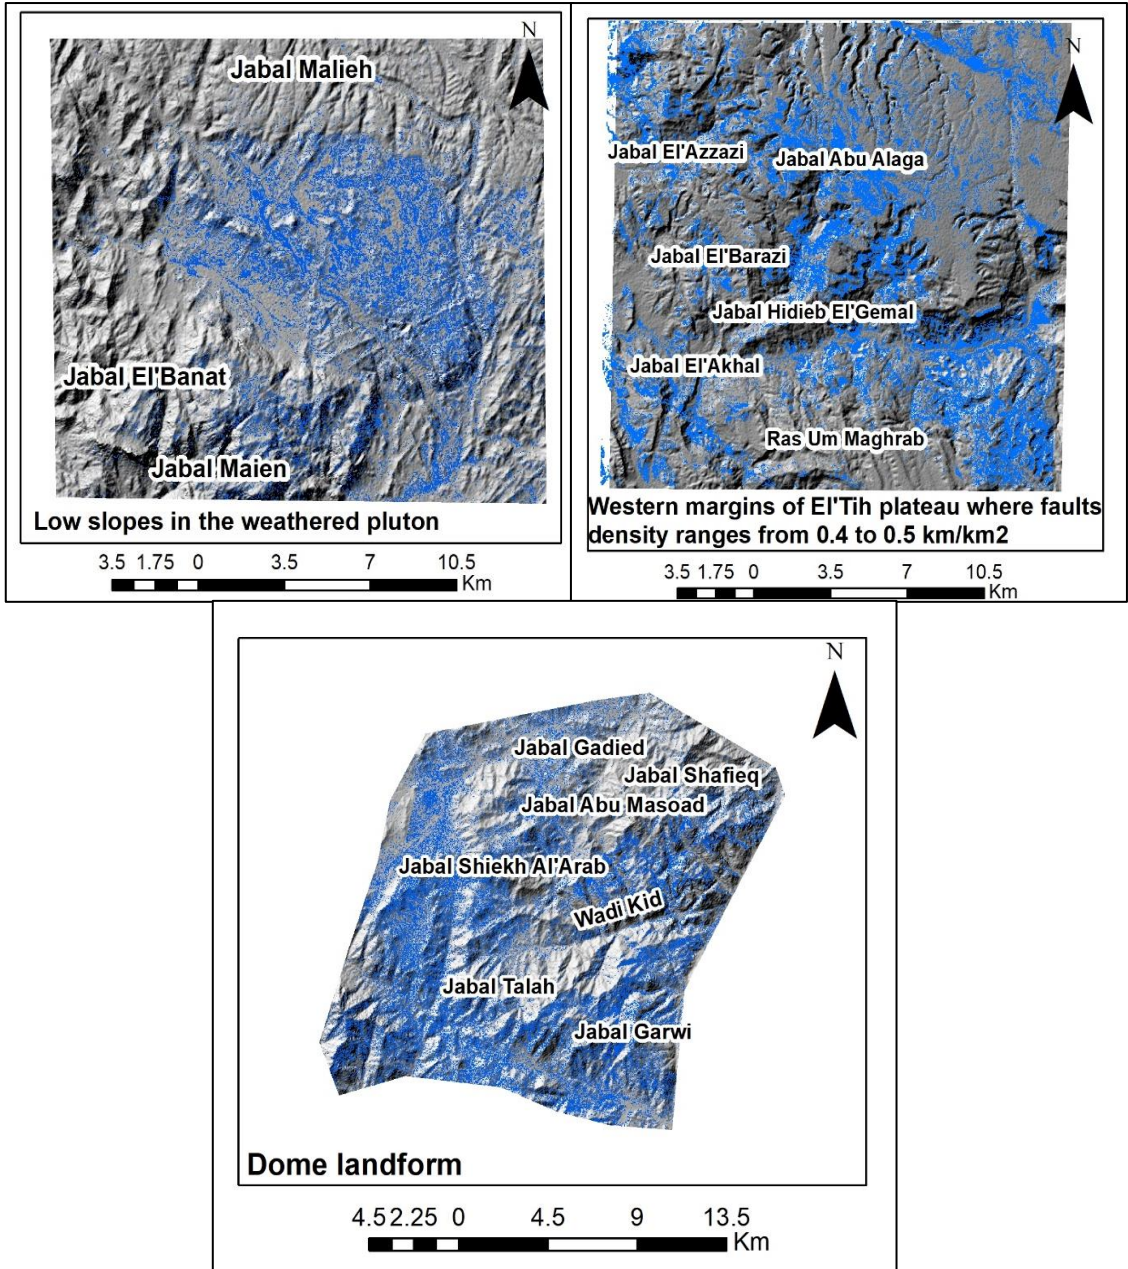 N
Jabal Malieh
Jabal El'Banat
Jabal Maien
Low slopes in the weathered pluton
3.5 1.75 0 3.5 7 10.5
Km
N
Jabal El'Azzazi
Jabal Abu Alaga
Jabal El'Barazi
Jabal Hidieb El'Gemal
Jabal El'Akhal
Ras Um Maghrab
Western margins of El'Tih plateau where faults
density ranges from 0.4 to 0.5 km/km2
3.5 1.75 0 3.5 7 10.5
Km
N
Jabal Gadied
Jabal Shafieq
Jabal Abu Masoad
Jabal Shiekh Al'Arab
Wadi Kid
Jabal Talah
Jabal Garwi
Dome landform
4.5 2.25 0 4.5 9 13.5
Km